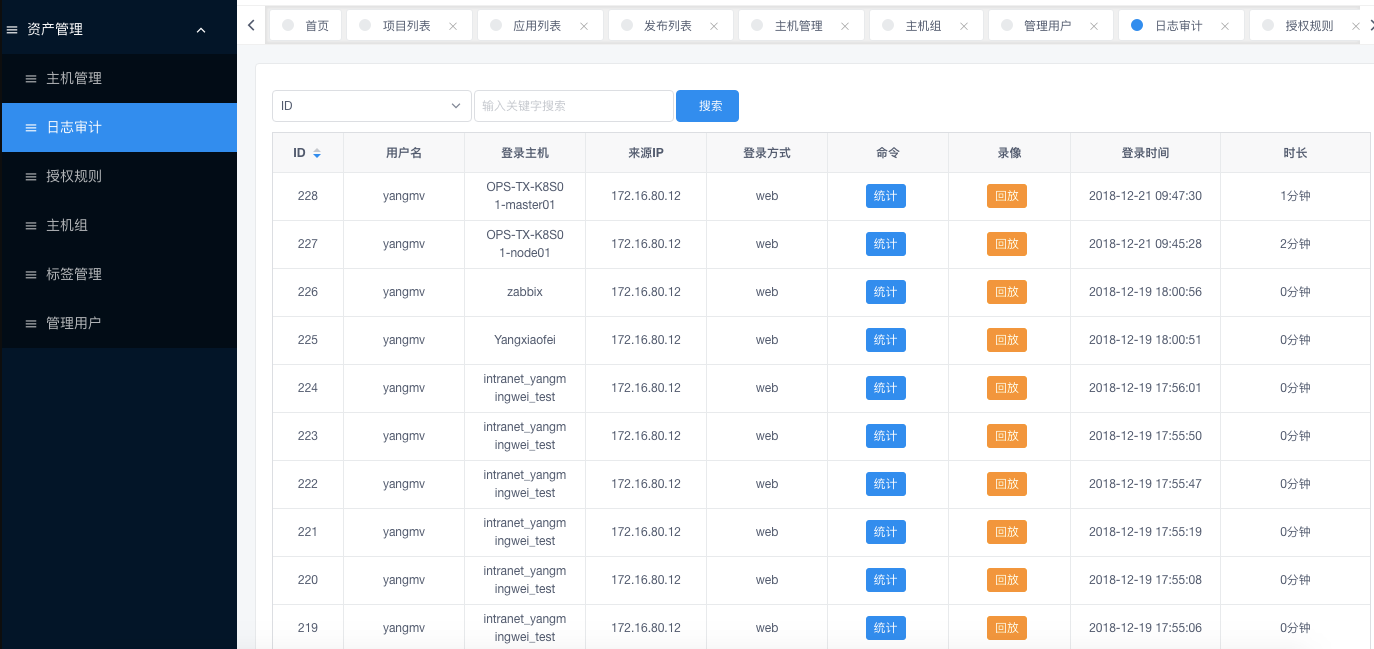 资产管理
主机管理
日志审计
授权规则
主机组
标签管理
管理用户
首页 项目列表 应用列表 发布列表 主机管理 主机组 管理用户 日志审计 授权规则
ID 输入关键字搜索 搜索
ID 用户名 登录主机 来源IP 登录方式 命令 录像 登录时间 时长
228 yangmv OPS-TX-K8S0 172.16.80.12 web 统计 回放 2018-12-21 09:47:30 1分钟
1-master01
227 yangmv OPS-TX-K8S0 172.16.80.12 web 统计 回放 2018-12-21 09:45:28 2分钟
1-node01
226 yangmv zabbix 172.16.80.12 web 统计 回放 2018-12-19 18:00:56 0分钟
225 yangmv Yangxiaofei 172.16.80.12 web 统计 回放 2018-12-19 18:00:51 0分钟
224 yangmv intranet_yangm 172.16.80.12 web 统计 回放 2018-12-19 17:56:01 0分钟
ingwei_test
223 yangmv intranet_yangm 172.16.80.12 web 统计 回放 2018-12-19 17:55:50 0分钟
ingwei_test
222 yangmv intranet_yangm 172.16.80.12 web 统计 回放 2018-12-19 17:55:47 0分钟
ingwei_test
221 yangmv intranet_yangm 172.16.80.12 web 统计 回放 2018-12-19 17:55:19 0分钟
ingwei_test
220 yangmv intranet_yangm 172.16.80.12 web 统计 回放 2018-12-19 17:55:08 0分钟
ingwei_test
219 yangmv intranet_yangm 172.16.80.12 web 统计 回放 2018-12-19 17:55:06 0分钟
ingwei_test